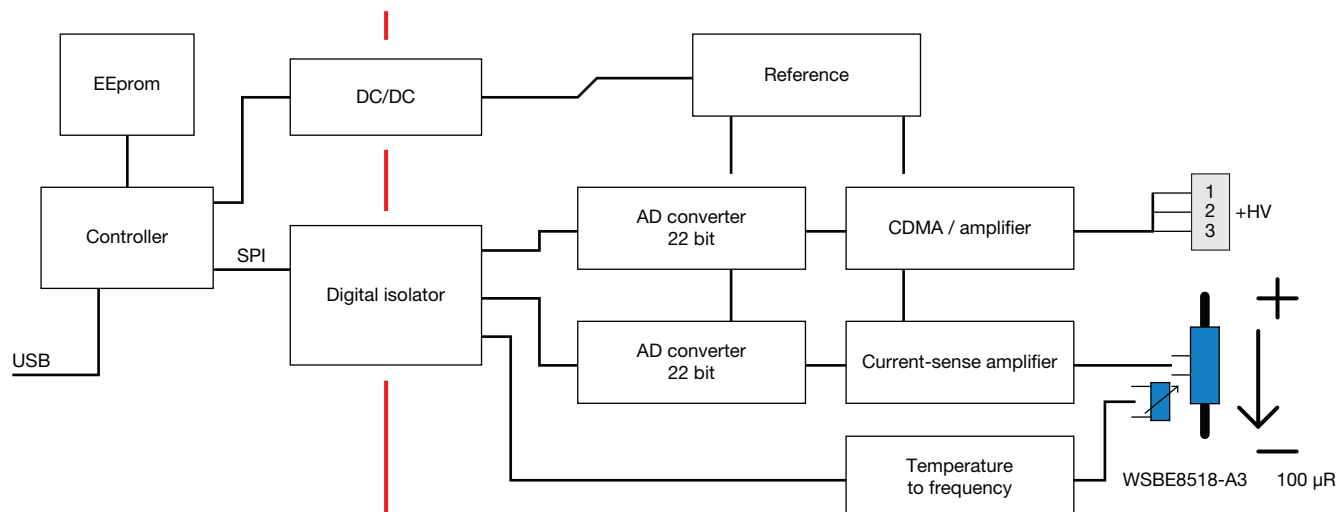 EEprom
DC/DC
Reference
Controller
SPI
Digital isolator
AD converter
22 bit
CDMA / amplifier
1
2
3
+HV
USB
AD converter
22 bit
Current-sense amplifier
+
Temperature
to frequency
WSBE8518-A3
100 µR